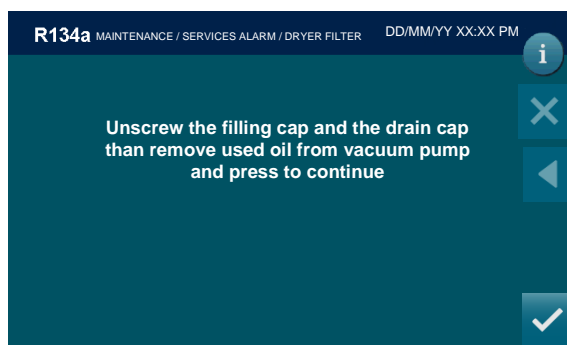 R134a MAINTENANCE / SERVICES ALARM / DRYER FILTER DD/MM/YY XX:XX PM
i
Unscrew the filling cap and the drain cap
than remove used oil from vacuum pump
and press to continue